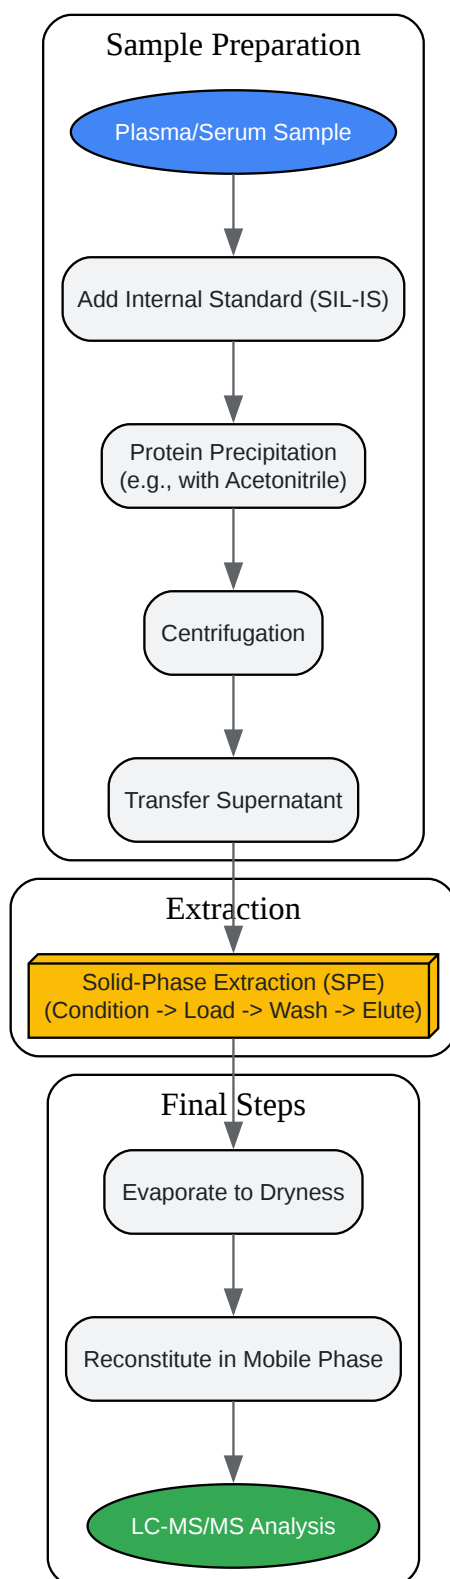 Sample Preparation
Plasma/Serum Sample
Add Internal Standard (SIL-IS)
Protein Precipitation
(e.g., with Acetonitrile)
Centrifugation
Transfer Supernatant
Extraction
Solid-Phase Extraction (SPE)
(Condition -> Load -> Wash -> Elute)
Final Steps
Evaporate to Dryness
Reconstitute in Mobile Phase
LC-MS/MS Analysis